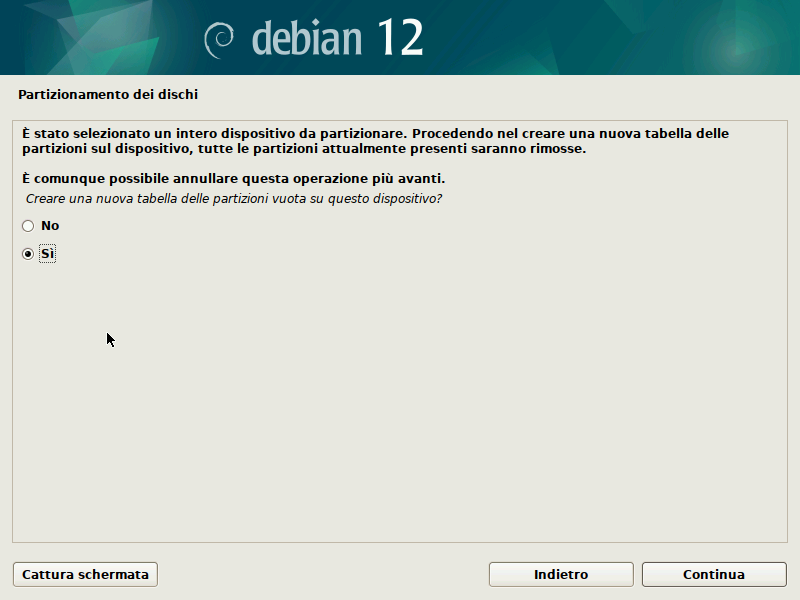 debian 12
Partizionamento dei dischi
È stato selezionato un intero dispositivo da partizionare. Procedendo nel creare una nuova tabella delle
partizioni sul dispositivo, tutte le partizioni attualmente presenti saranno rimosse.
È comunque possibile annullare questa operazione più avanti.
Creare una nuova tabella delle partizioni vuota su questo dispositivo?
No
Sì
Cattura schermata
Indietro
Continua